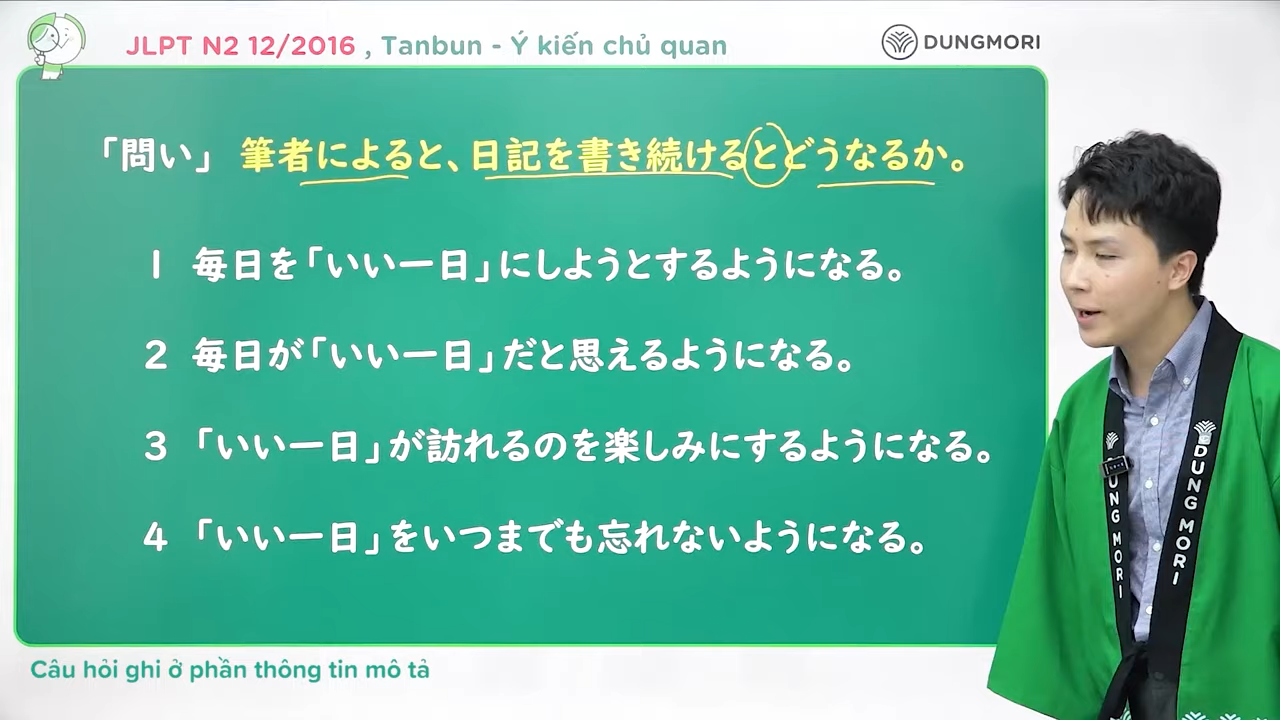 JLPT N2 12/2016 , Tanbun - Ý kiến chủ quan
DUNGMORI
「問い」 筆者によると、日記を書き続けるとどうなるか。
1 毎日を「いい一日」にしようとするようになる。
2 毎日が「いい一日」だと思えるようになる。
3 「いい一日」が訪れるのを楽しみにするようになる。
4 「いい一日」をいつまでも忘れないようになる。
Câu hỏi ghi ở phần thông tin mô tả
DUNGMORI
DUNGMORI